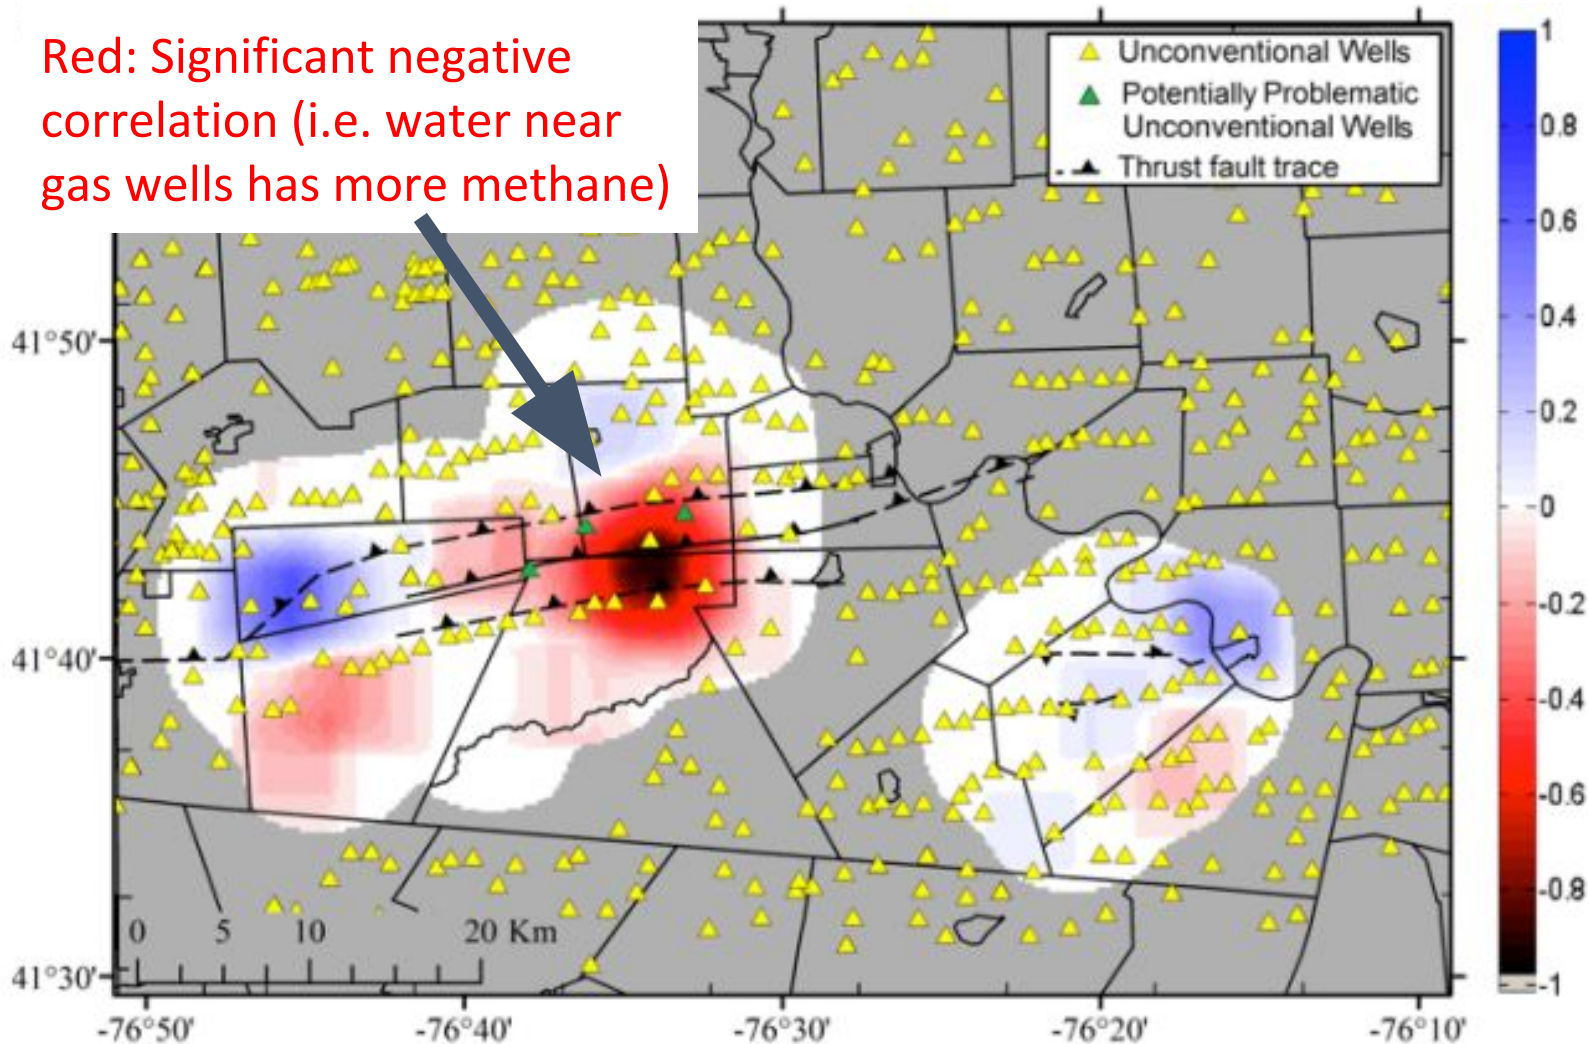 Red: Significant negative
correlation (i.e. water near
gas wells has more methane)
Unconventional Wells
Potentially Problematic
Unconventional Wells
Thrust fault trace
1
0.8
0.6
0.4
0.2
0
-0.2
-0.4
-0.6
-0.8
-1
41°50'
41°40'
41°30'
0 5 10 20 Km
-76°50' -76°40' -76°30' -76°20' -76°10'